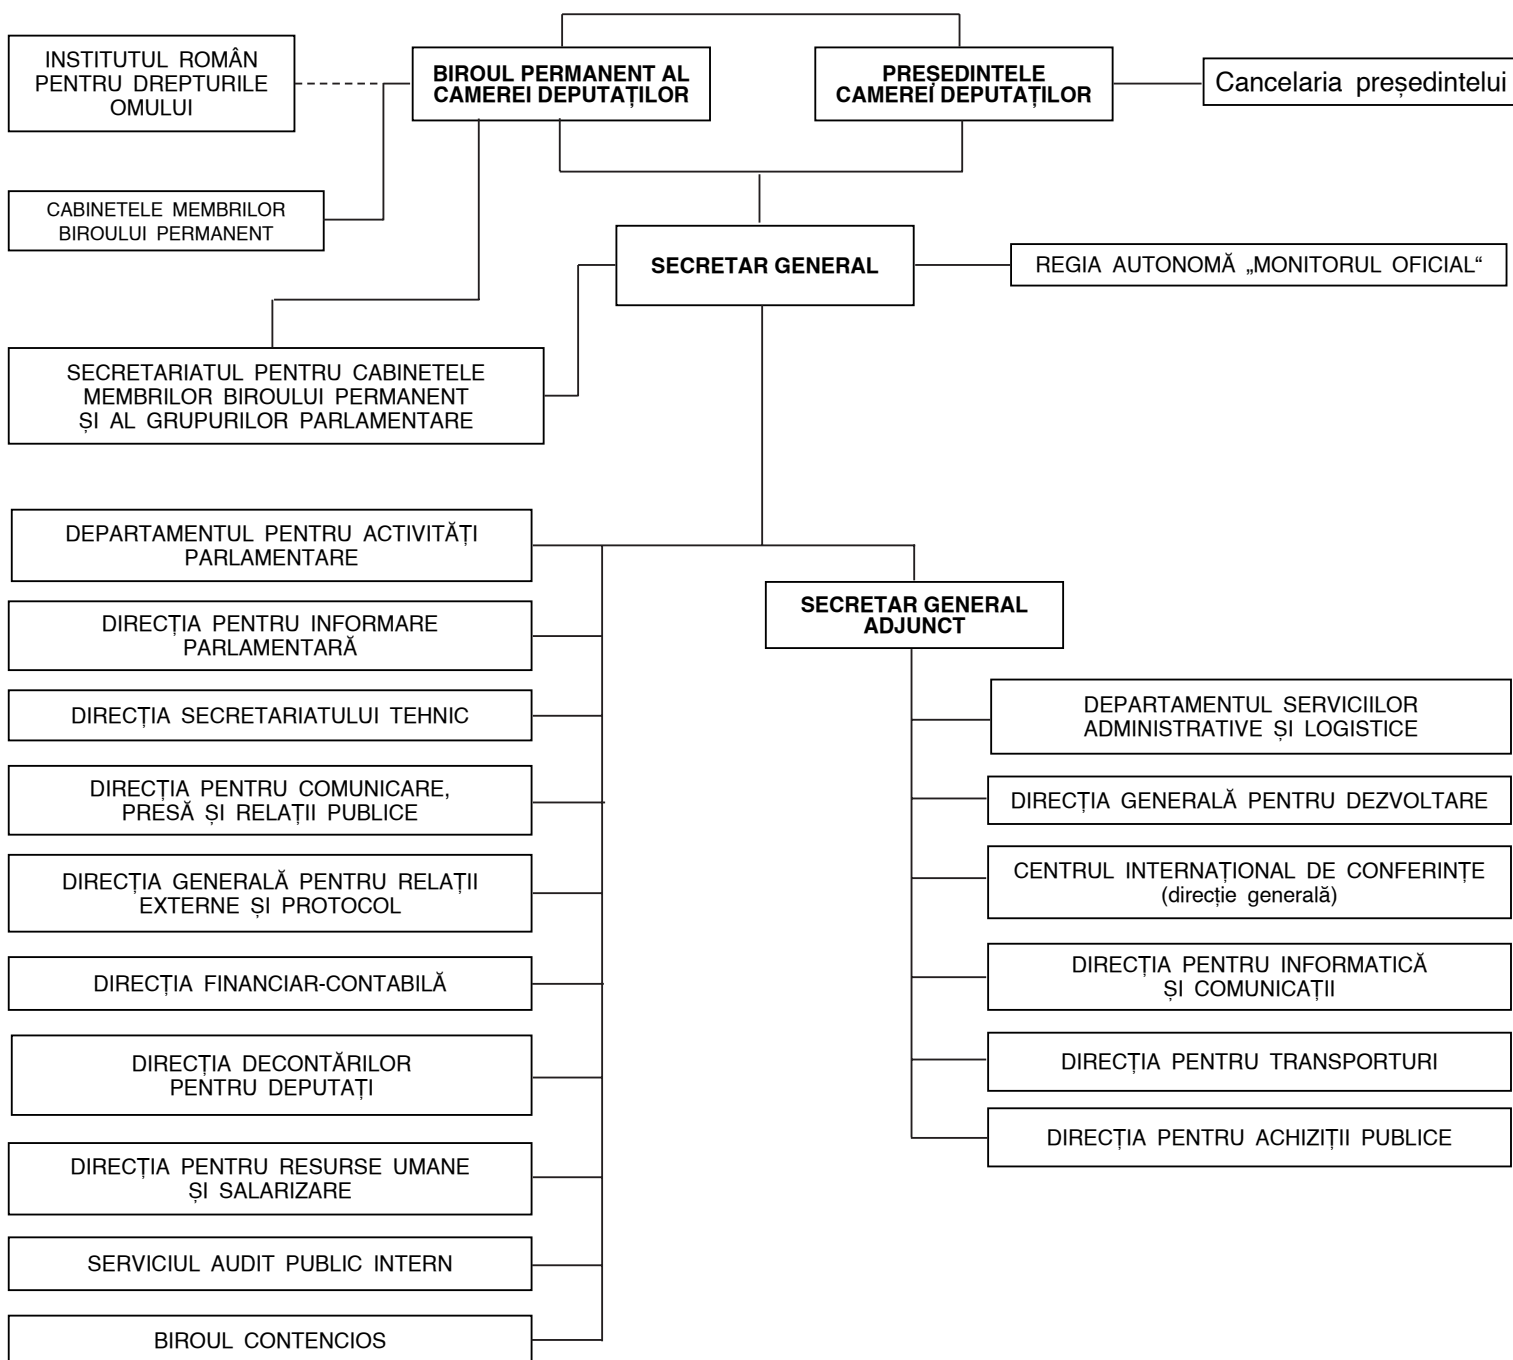 INSTITUTUL ROMÂN
PENTRU DREPTURILE
OMULUI
BIROUL PERMANENT AL
CAMEREI DEPUTAȚILOR
PREȘEDINTELE
CAMEREI DEPUTAȚILOR
Cancelaria președintelui
CABINETELE MEMBRILOR
BIROULUI PERMANENT
SECRETAR GENERAL
REGIA AUTONOMĂ „MONITORUL OFICIAL“
SECRETARIATUL PENTRU CABINETELE
MEMBRILOR BIROULUI PERMANENT
ȘI AL GRUPURILOR PARLAMENTARE
DEPARTAMENTUL PENTRU ACTIVITĂȚI
PARLAMENTARE
DIRECȚIA PENTRU INFORMARE
PARLAMENTARĂ
DIRECȚIA SECRETARIATULUI TEHNIC
DIRECȚIA PENTRU COMUNICARE,
PRESĂ ȘI RELAȚII PUBLICE
DIRECȚIA GENERALĂ PENTRU RELAȚII
EXTERNE ȘI PROTOCOL
DIRECȚIA FINANCIAR-CONTABILĂ
DIRECȚIA DECONTĂRILOR
PENTRU DEPUTAȚI
DIRECȚIA PENTRU RESURSE UMANE
ȘI SALARIZARE
SERVICIUL AUDIT PUBLIC INTERN
BIROUL CONTENCIOS
SECRETAR GENERAL
ADJUNCT
DEPARTAMENTUL SERVICIILOR
ADMINISTRATIVE ȘI LOGISTICE
DIRECȚIA GENERALĂ PENTRU DEZVOLTARE
CENTRUL INTERNAȚIONAL DE CONFERINȚE
(direcție generală)
DIRECȚIA PENTRU INFORMATICĂ
ȘI COMUNICAȚII
DIRECȚIA PENTRU TRANSPORTURI
DIRECȚIA PENTRU ACHIZIȚII PUBLICE